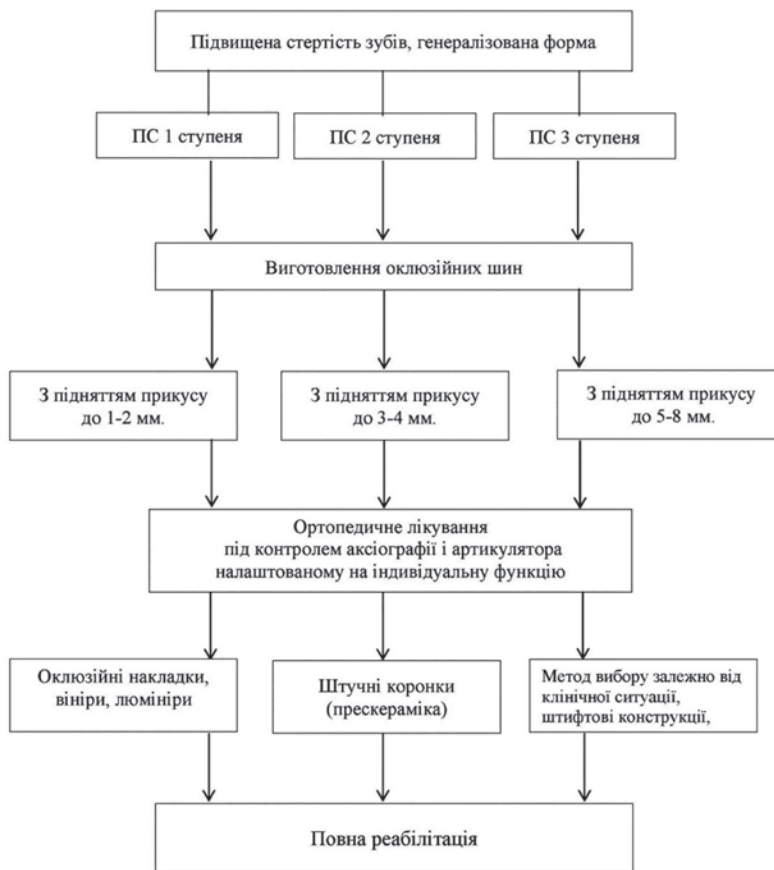 Підвищена стертість зубів, генералізована форма
ПС 1 ступеня
ПС 2 ступеня
ПС 3 ступеня
Виготовлення оклюзійних шин
З підняттям прикусу
до 1-2 мм.
З підняттям прикусу
до 3-4 мм.
З підняттям прикусу
до 5-8 мм.
Ортопедичне лікування
під контролем аксіографії і артикулятора
налаштованому на індивідуальну функцію
Оклюзійні накладки,
вініри, люмініри
Штучні коронки
(прескераміка)
Метод вибору залежно від
клінічної ситуації,
штифтові конструкції,
Повна реабілітація